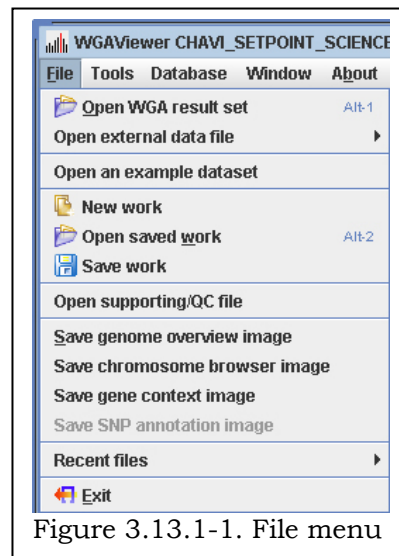 WGAViewer CHAVI_SETPOINT_SCIENCE
File Tools Database Window About
Open WGA result set Alt-1
Open external data file
Open an example dataset
New work
Open saved work Alt-2
Save work
Open supporting/QC file
Save genome overview image
Save chromosome browser image
Save gene context image
Save SNP annotation image
Recent files
Exit
Figure 3.13.1-1. File menu